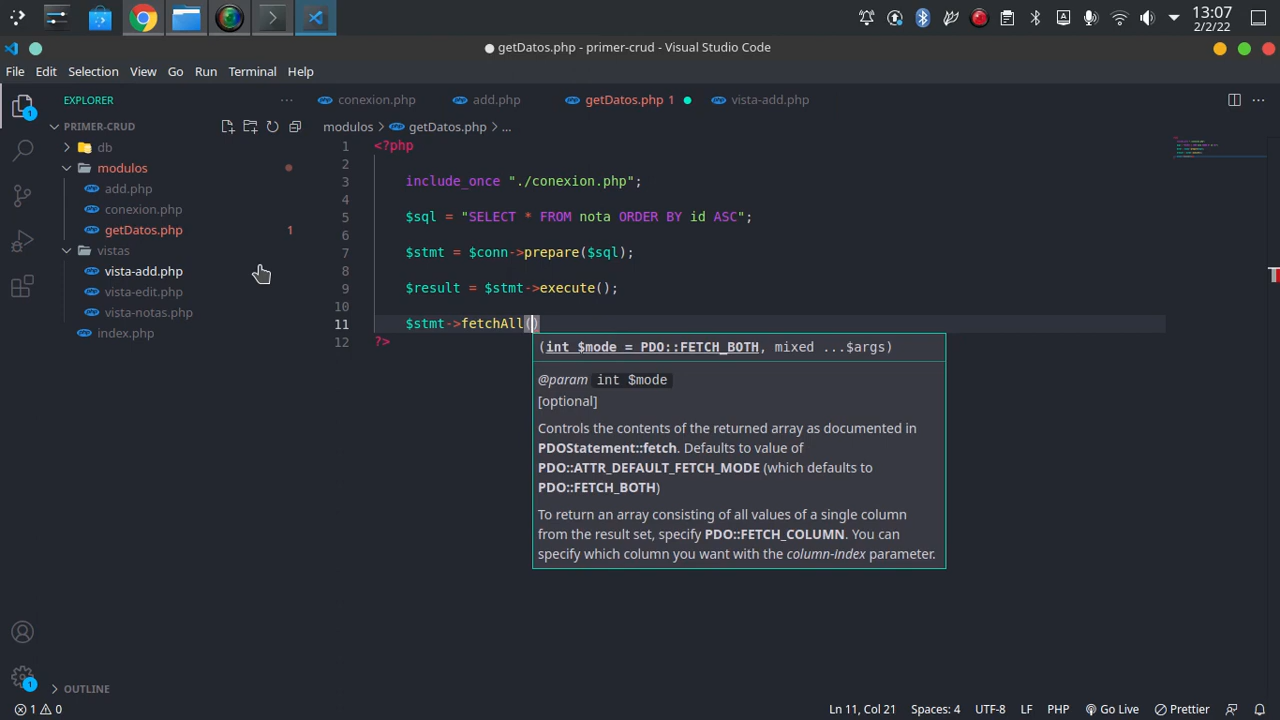 13:07
2/2/22
getDatos.php - primer-crud - Visual Studio Code
File Edit Selection View Go Run Terminal Help
EXPLORER
PRIMER-CRUD
db
modulos
add.php
conexion.php
getDatos.php 1
vistas
vista-add.php
vista-edit.php
vista-notas.php
index.php
OUTLINE
conexion.php add.php getDatos.php 1 vista-add.php
modulos > getDatos.php > ...
1 <?php
2
3 include_once "./conexion.php";
4
5 $sql = "SELECT * FROM nota ORDER BY id ASC";
6
7 $stmt = $conn->prepare($sql);
8
9 $result = $stmt->execute();
10
11 $stmt->fetchAll()
12 ?>
(int $mode = PDO::FETCH_BOTH, mixed ...$args)
@param int $mode
[optional]
Controls the contents of the returned array as documented in
PDOStatement::fetch. Defaults to value of
PDO::ATTR_DEFAULT_FETCH_MODE (which defaults to
PDO::FETCH_BOTH)
To return an array consisting of all values of a single column
from the result set, specify PDO::FETCH_COLUMN. You can
specify which column you want with the column-index parameter.
1 0 Ln 11, Col 21 Spaces: 4 UTF-8 LF PHP Go Live Prettier